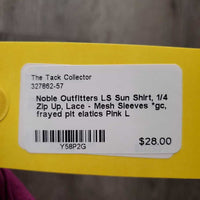 The Tack Collector
327862-57
Noble Outfitters LS Sun Shirt, 1/4
Zip Up, Lace - Mesh Sleeves *gc,
frayed pit elatics Pink L
Y58P2G
$28.00